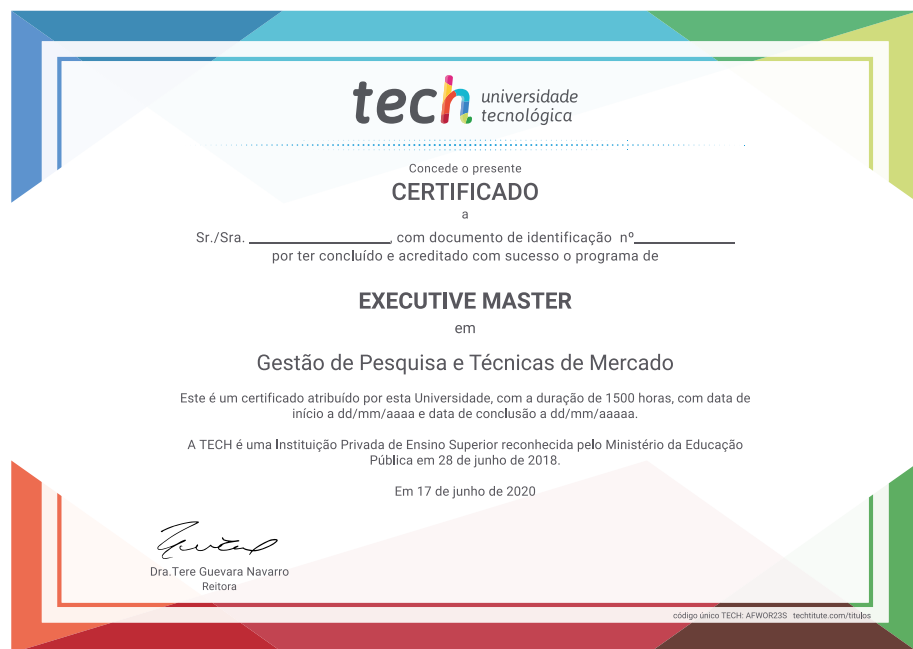 tech universidade
tecnológica
Concede o presente
CERTIFICADO
a
Sr./Sra. ____________________, com documento de identificação nº______________
por ter concluído e acreditado com sucesso o programa de
EXECUTIVE MASTER
em
Gestão de Pesquisa e Técnicas de Mercado
Este é um certificado atribuído por esta Universidade, com a duração de 1500 horas, com data de
início a dd/mm/aaaa e data de conclusão a dd/mm/aaaaa.
A TECH é uma Instituição Privada de Ensino Superior reconhecida pelo Ministério da Educação
Pública em 28 de junho de 2018.
Em 17 de junho de 2020
Dra.Tere Guevara Navarro
Reitora
código único TECH: AFWOR23S techtitute.com/titulos